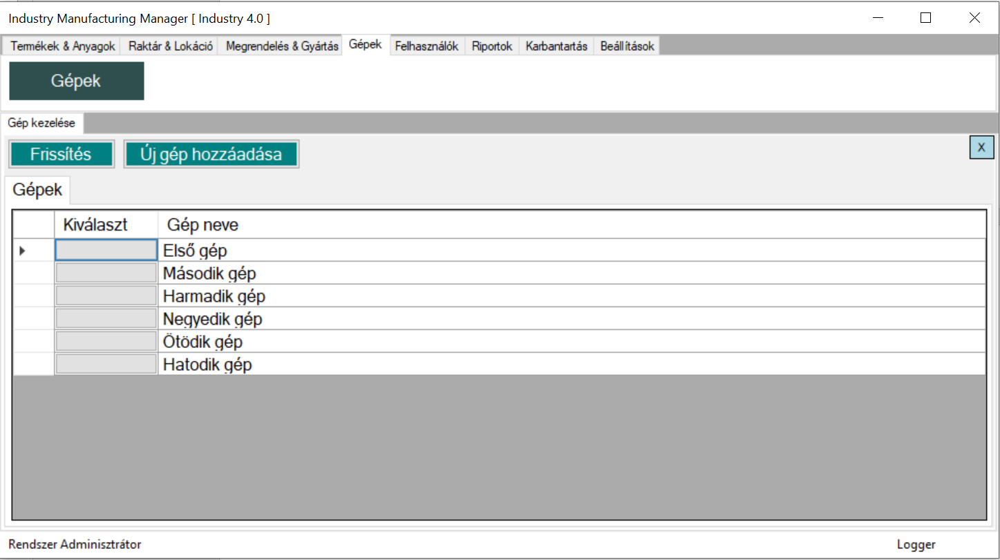 Industry Manufacturing Manager [ Industry 4.0 ]
Termékek & Anyagok Raktár & Lokáció Megrendelés & Gyártás Gépek Felhasználók Riportok Karbantartás Beállítások
Gépek
Gép kezelése
Frissítés Új gép hozzáadása X
Gépek
Kiválaszt Gép neve
Első gép
Második gép
Harmadik gép
Negyedik gép
Ötödik gép
Hatodik gép
Rendszer Adminisztrátor Logger